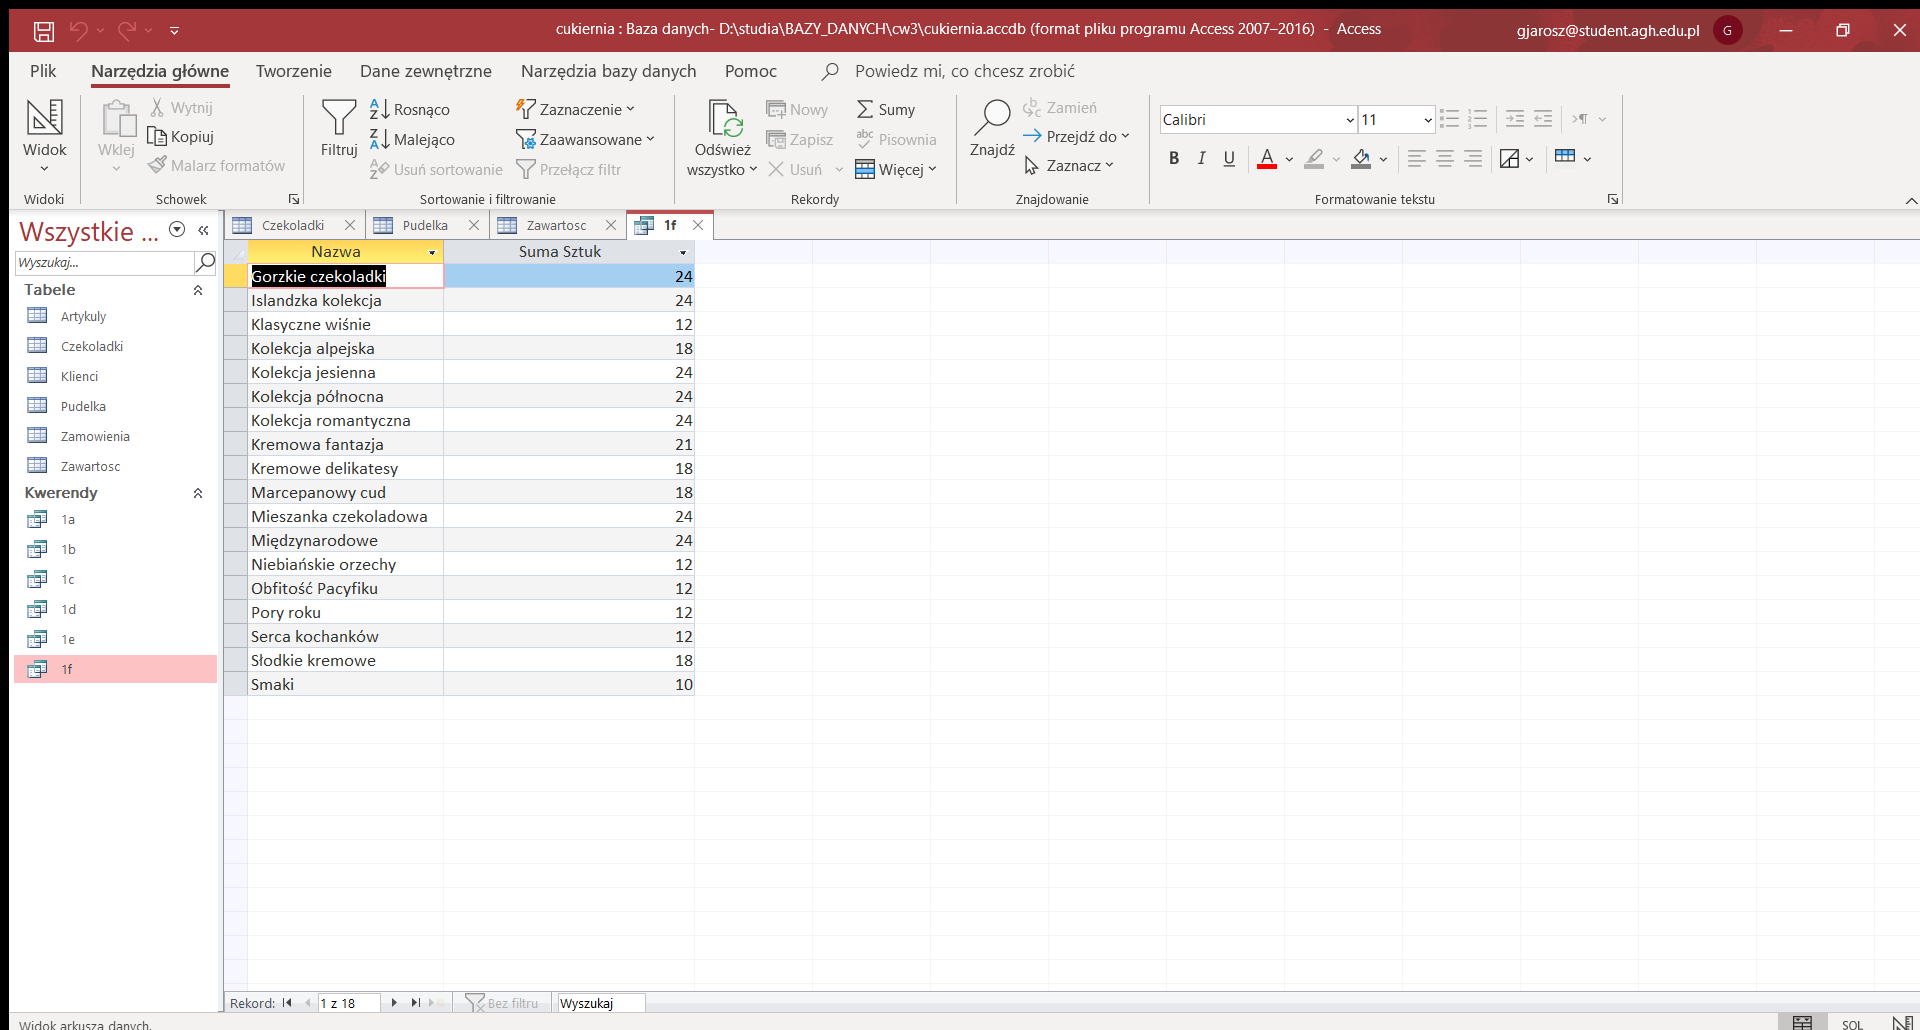 cukiernia : Baza danych- D:\studia\BAZY_DANYCH\cw3\cukiernia.accdb (format pliku programu Access 2007–2016)  -  Access
gjarosz@student.agh.edu.pl
G
Plik
Narzędzia główne
Tworzenie
Dane zewnętrzne
Narzędzia bazy danych
Pomoc
Powiedz mi, co chcesz zrobić
Widok
Widoki
Wklej
Wytnij
Kopiuj
Malarz formatów
Schowek
Filtruj
Rosnąco
Malejąco
Usuń sortowanie
Zaznaczenie
Zaawansowane
Przełącz filtr
Sortowanie i filtrowanie
Odśwież
wszystko
Nowy
Zapisz
Usuń
Sumy
Pisownia
Więcej
Rekordy
Znajdź
Zamień
Przejdź do
Zaznacz
Znajdowanie
Calibri
11
B I U A
Formatowanie tekstu
Wszystkie ...
Wyszukaj...
Tabele
Artykuly
Czekoladki
Klienci
Pudelka
Zamowienia
Zawartosc
Kwerendy
1a
1b
1c
1d
1e
1f
Czekoladki
Pudelka
Zawartosc
1f
Nazwa Suma Sztuk
Gorzkie czekoladki 24
Islandzka kolekcja 24
Klasyczne wiśnie 12
Kolekcja alpejska 18
Kolekcja jesienna 24
Kolekcja północna 24
Kolekcja romantyczna 24
Kremowa fantazja 21
Kremowe delikatesy 18
Marcepanowy cud 18
Mieszanka czekoladowa 24
Międzynarodowe 24
Niebiańskie orzechy 12
Obfitość Pacyfiku 12
Pory roku 12
Serca kochanków 12
Słodkie kremowe 18
Smaki 10
Rekord: 1 z 18 Bez filtru Wyszukaj
Widok arkusza danych.
SQL